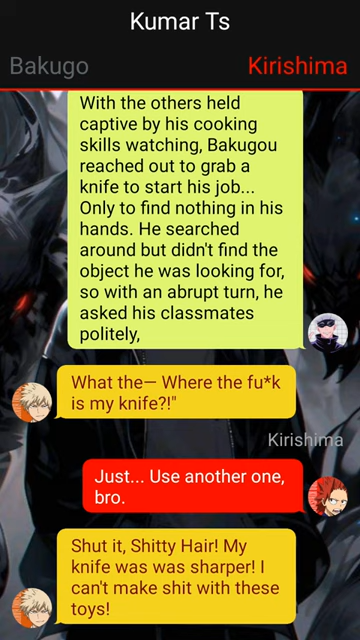 Kumar Ts
Bakugo
Kirishima
With the others held
captive by his cooking
skills watching, Bakugou
reached out to grab a
knife to start his job...
Only to find nothing in his
hands. He searched
around but didn't find the
object he was looking for,
so with an abrupt turn, he
asked his classmates
politely,
What the— Where the fu*k
is my knife?!"
Kirishima
Just... Use another one,
bro.
Shut it, Shitty Hair! My
knife was was sharper! I
can't make shit with these
toys!